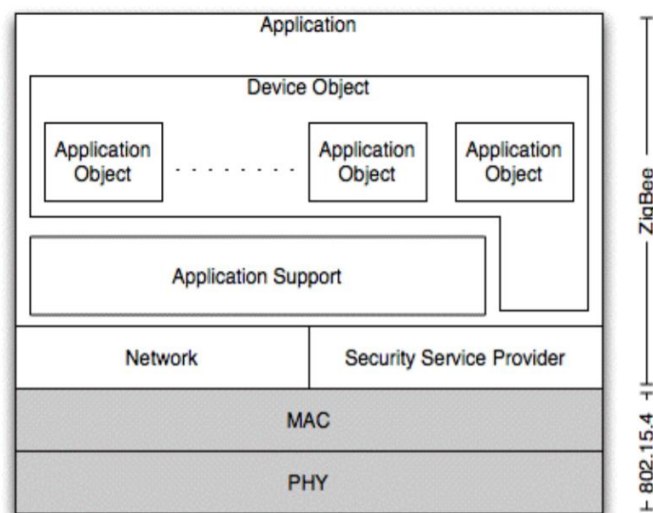 Application
Device Object
Application
Object
. . . . . . . .
Application
Object
Application
Object
Application Support
Network
Security Service Provider
MAC
PHY
ZigBee
802.15.4